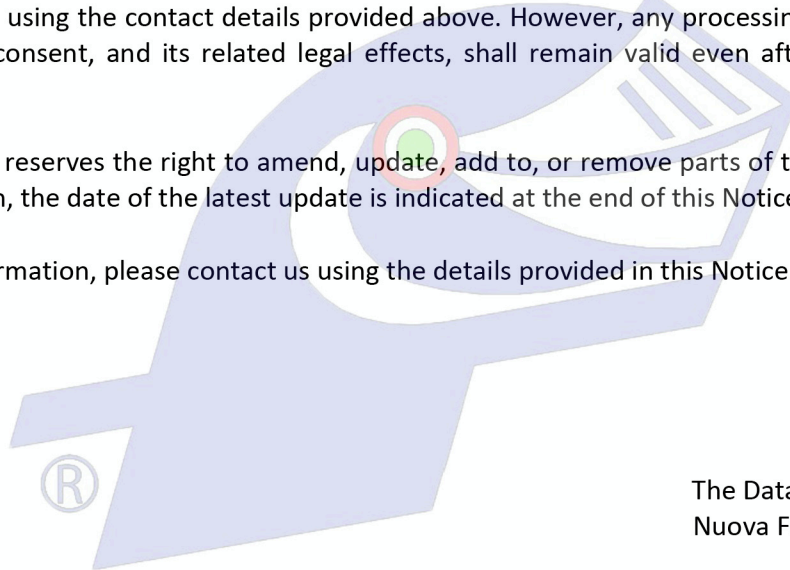 using the contact details provided above. However, any processin
consent, and its related legal effects, shall remain valid even aft
reserves the right to amend, update, add to, or remove parts of t
, the date of the latest update is indicated at the end of this Notice
rmation, please contact us using the details provided in this Notice
®
The Data
Nuova F